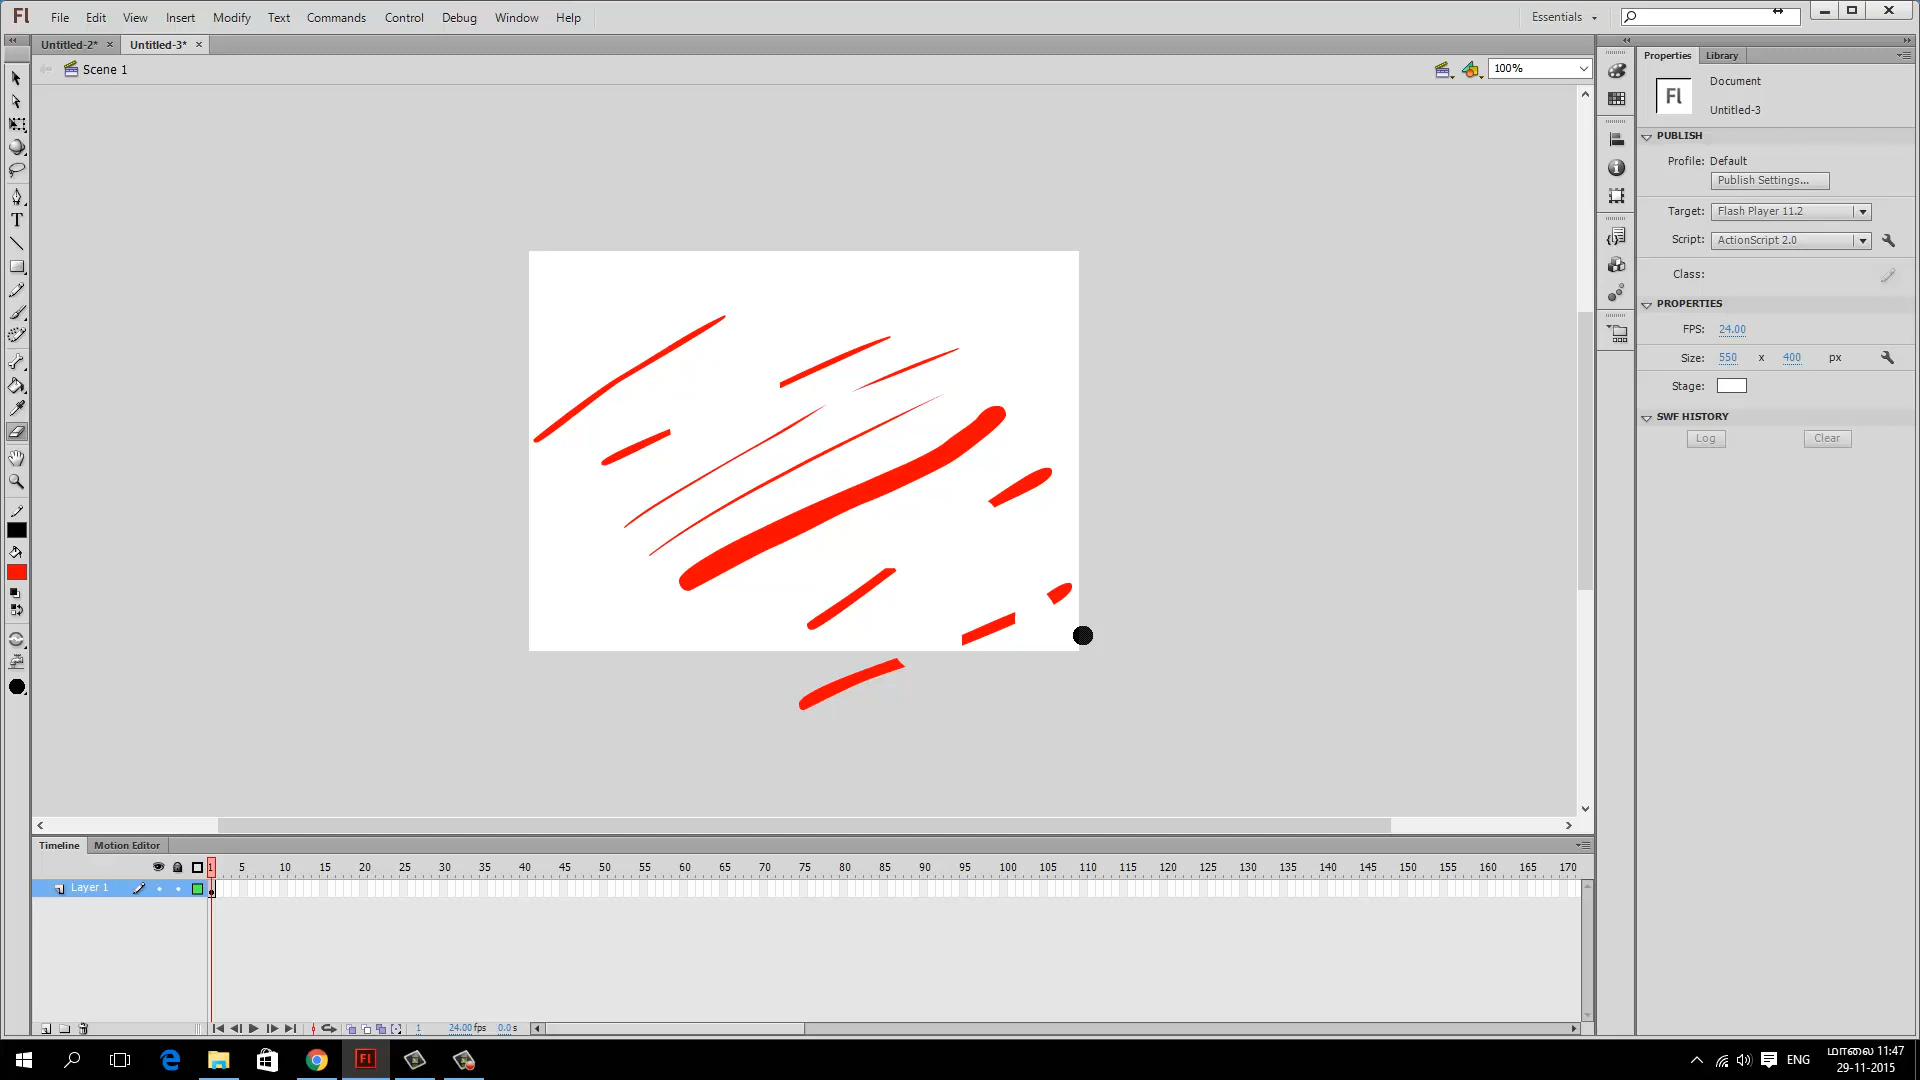 Fl File Edit View Insert Modify Text Commands Control Debug Window Help Essentials
Untitled-2* × Untitled-3* ×
Scene 1 100%
Properties Library
Fl Document
Untitled-3
PUBLISH
Profile: Default
Publish Settings...
Target: Flash Player 11.2
Script: ActionScript 2.0
Class:
PROPERTIES
FPS: 24.00
Size: 550 x 400 px
Stage:
SWF HISTORY
Log Clear
T
Timeline Motion Editor
1 5 10 15 20 25 30 35 40 45 50 55 60 65 70 75 80 85 90 95 100 105 110 115 120 125 130 135 140 145 150 155 160 165 170
Layer 1
1 24.00 fps 0.0 s
Fl ENG மாலை 11:47
29-11-2015